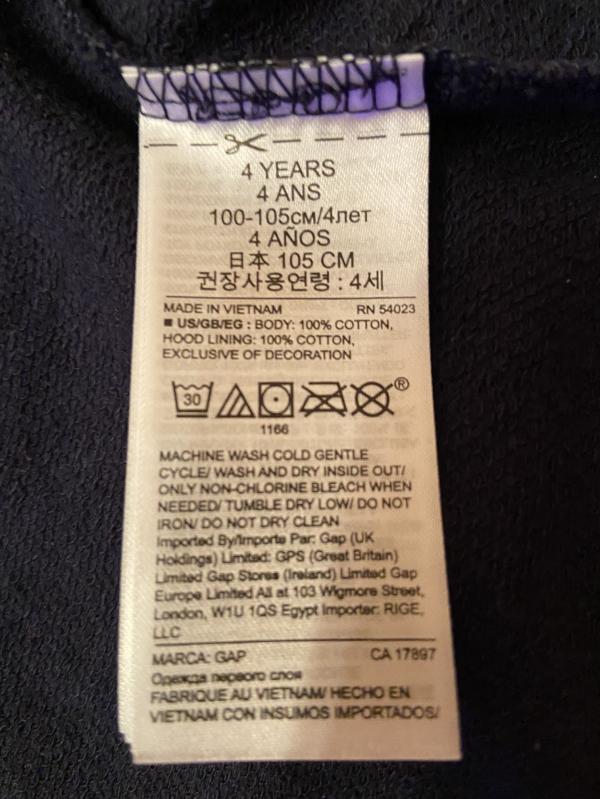 4 YEARS
4 ANS
100-105см/4лет
4 AÑOS
日本 105 CM
권장사용연령 : 4세
MADE IN VIETNAM RN 54023
■ US/GB/EG : BODY: 100% COTTON,
HOOD LINING: 100% COTTON,
EXCLUSIVE OF DECORATION
30
®
1166
MACHINE WASH COLD GENTLE
CYCLE/ WASH AND DRY INSIDE OUT/
ONLY NON-CHLORINE BLEACH WHEN
NEEDED/ TUMBLE DRY LOW/ DO NOT
IRON/ DO NOT DRY CLEAN
Imported By/Importe Par: Gap (UK
Holdings) Limited: GPS (Great Britain)
Limited Gap Stores (Ireland) Limited Gap
Europe Limited All at 103 Wigmore Street,
London, W1U 1QS Egypt Importer: RIGE,
LLC
MARCA: GAP CA 17897
Одежда первого слоя
FABRIQUE AU VIETNAM/ HECHO EN
VIETNAM CON INSUMOS IMPORTADOS/